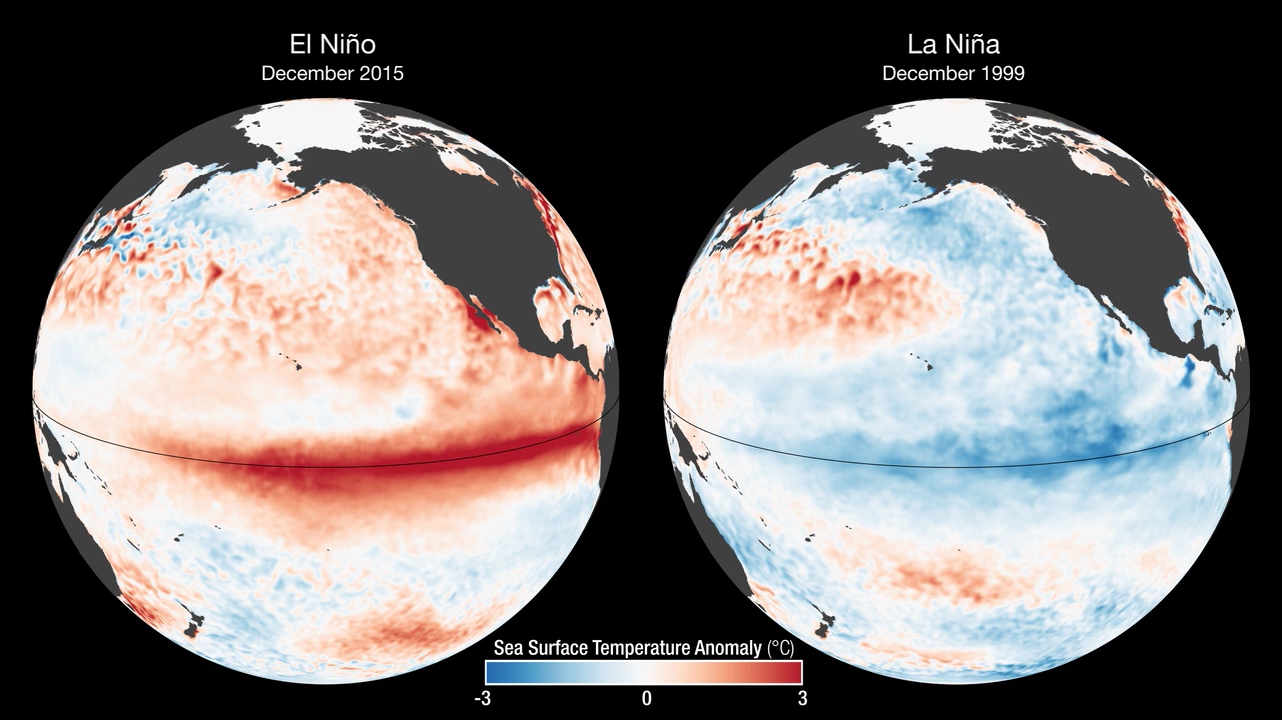 El Niño
December 2015
La Niña
December 1999
Sea Surface Temperature Anomaly (°C)
-3 0 3